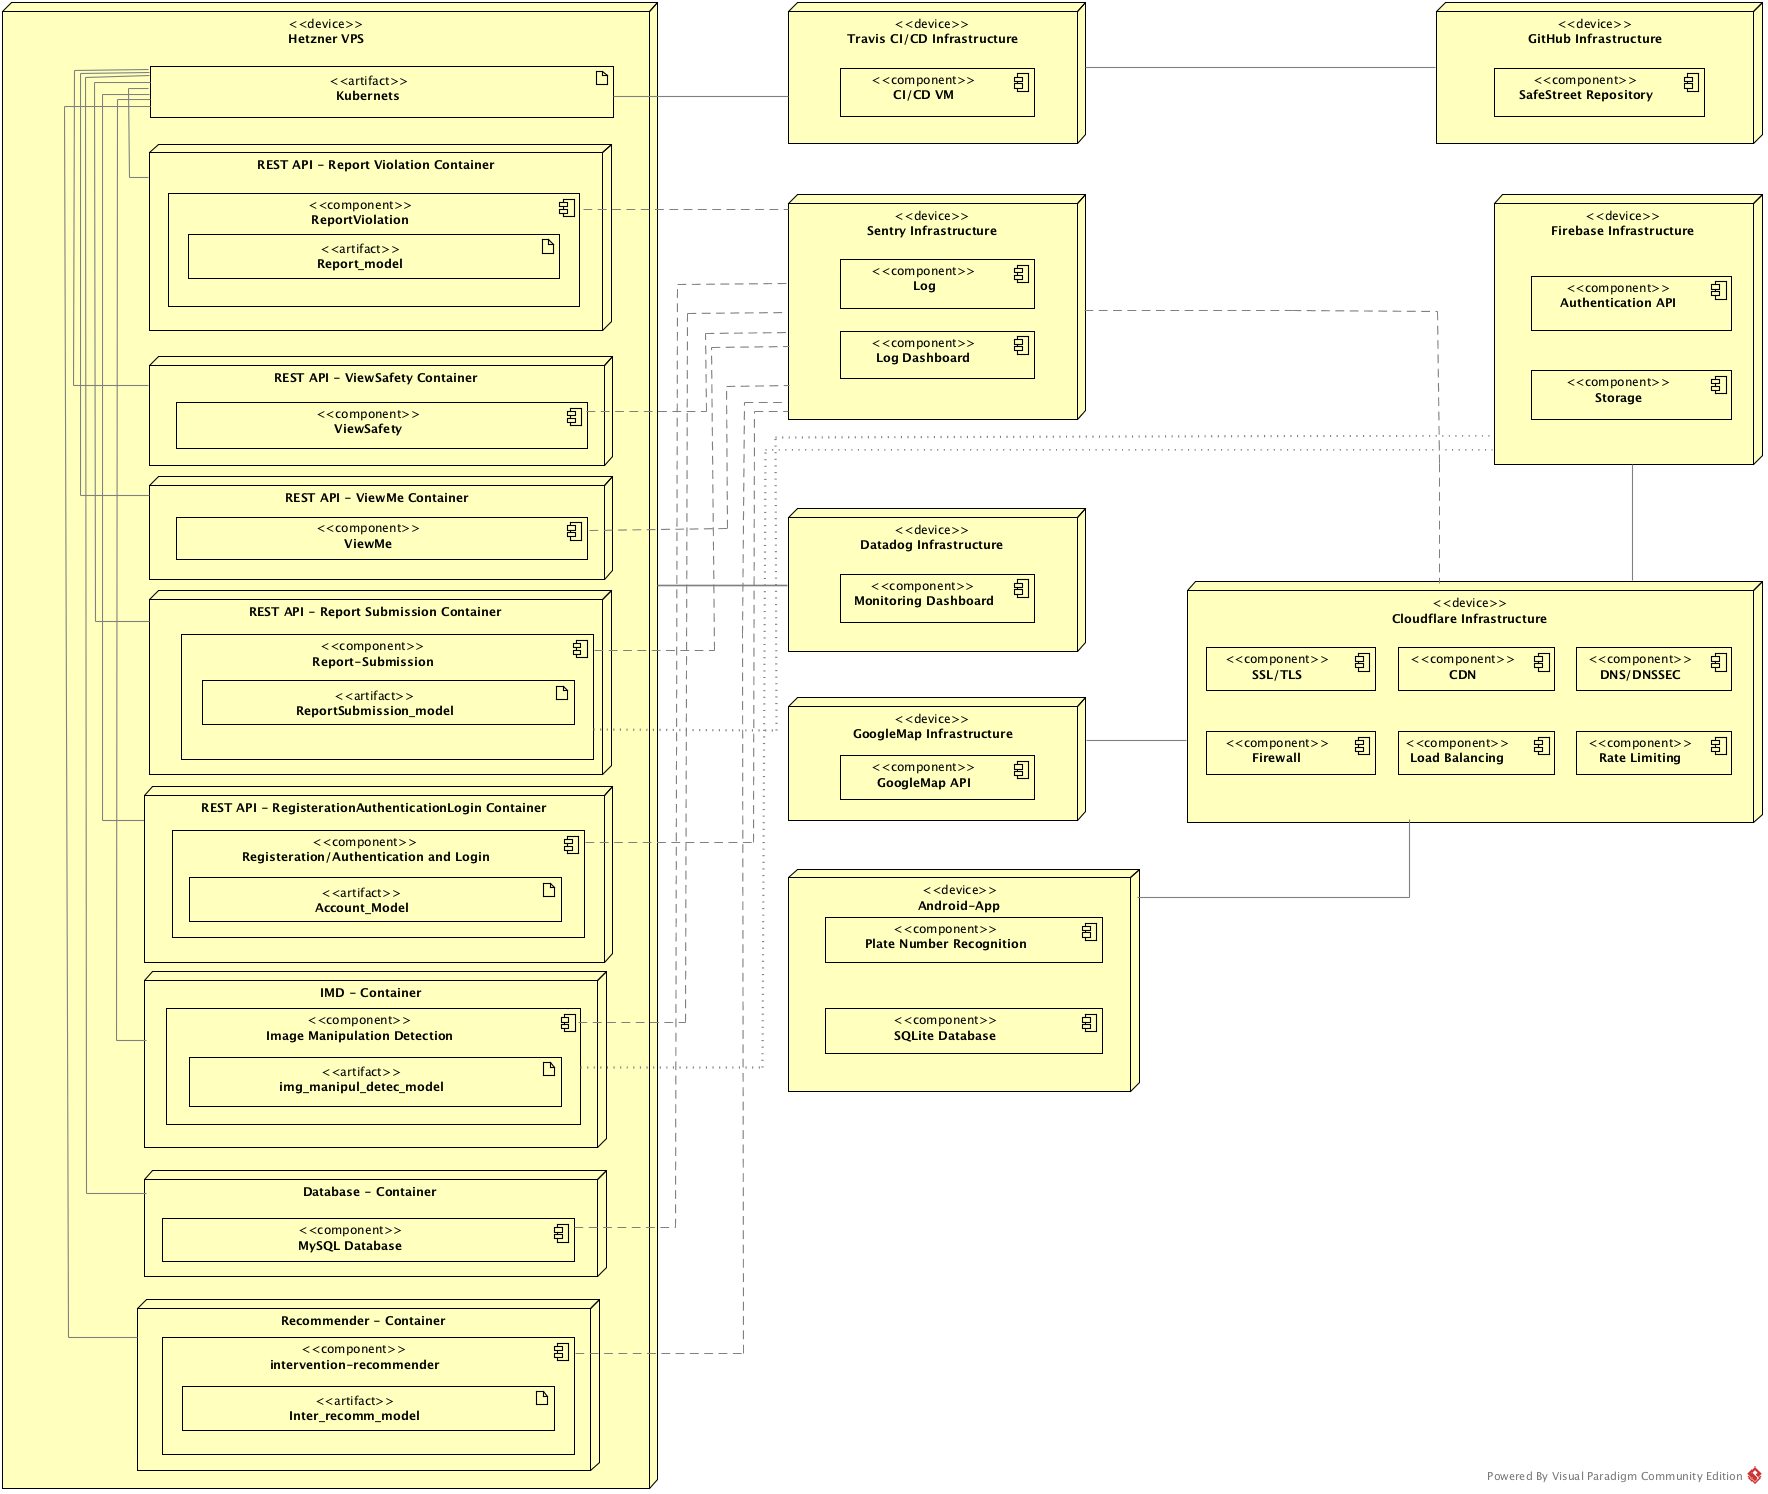 <<device>>
Hetzner VPS
<<artifact>>
Kubernets
REST API - Report Violation Container
<<component>>
ReportViolation
<<artifact>>
Report_model
REST API - ViewSafety Container
<<component>>
ViewSafety
REST API - ViewMe Container
<<component>>
ViewMe
REST API - Report Submission Container
<<component>>
Report-Submission
<<artifact>>
ReportSubmission_model
REST API - RegisterationAuthenticationLogin Container
<<component>>
Registeration/Authentication and Login
<<artifact>>
Account_Model
IMD - Container
<<component>>
Image Manipulation Detection
<<artifact>>
img_manipul_detec_model
Database - Container
<<component>>
MySQL Database
Recommender - Container
<<component>>
intervention-recommender
<<artifact>>
Inter_recomm_model
<<device>>
Travis CI/CD Infrastructure
<<component>>
CI/CD VM
<<device>>
GitHub Infrastructure
<<component>>
SafeStreet Repository
<<device>>
Sentry Infrastructure
<<component>>
Log
<<component>>
Log Dashboard
<<device>>
Firebase Infrastructure
<<component>>
Authentication API
<<component>>
Storage
<<device>>
Datadog Infrastructure
<<component>>
Monitoring Dashboard
<<device>>
GoogleMap Infrastructure
<<component>>
GoogleMap API
<<device>>
Cloudflare Infrastructure
<<component>>
SSL/TLS
<<component>>
CDN
<<component>>
DNS/DNSSEC
<<component>>
Firewall
<<component>>
Load Balancing
<<component>>
Rate Limiting
<<device>>
Android-App
<<component>>
Plate Number Recognition
<<component>>
SQLite Database
Powered By Visual Paradigm Community Edition